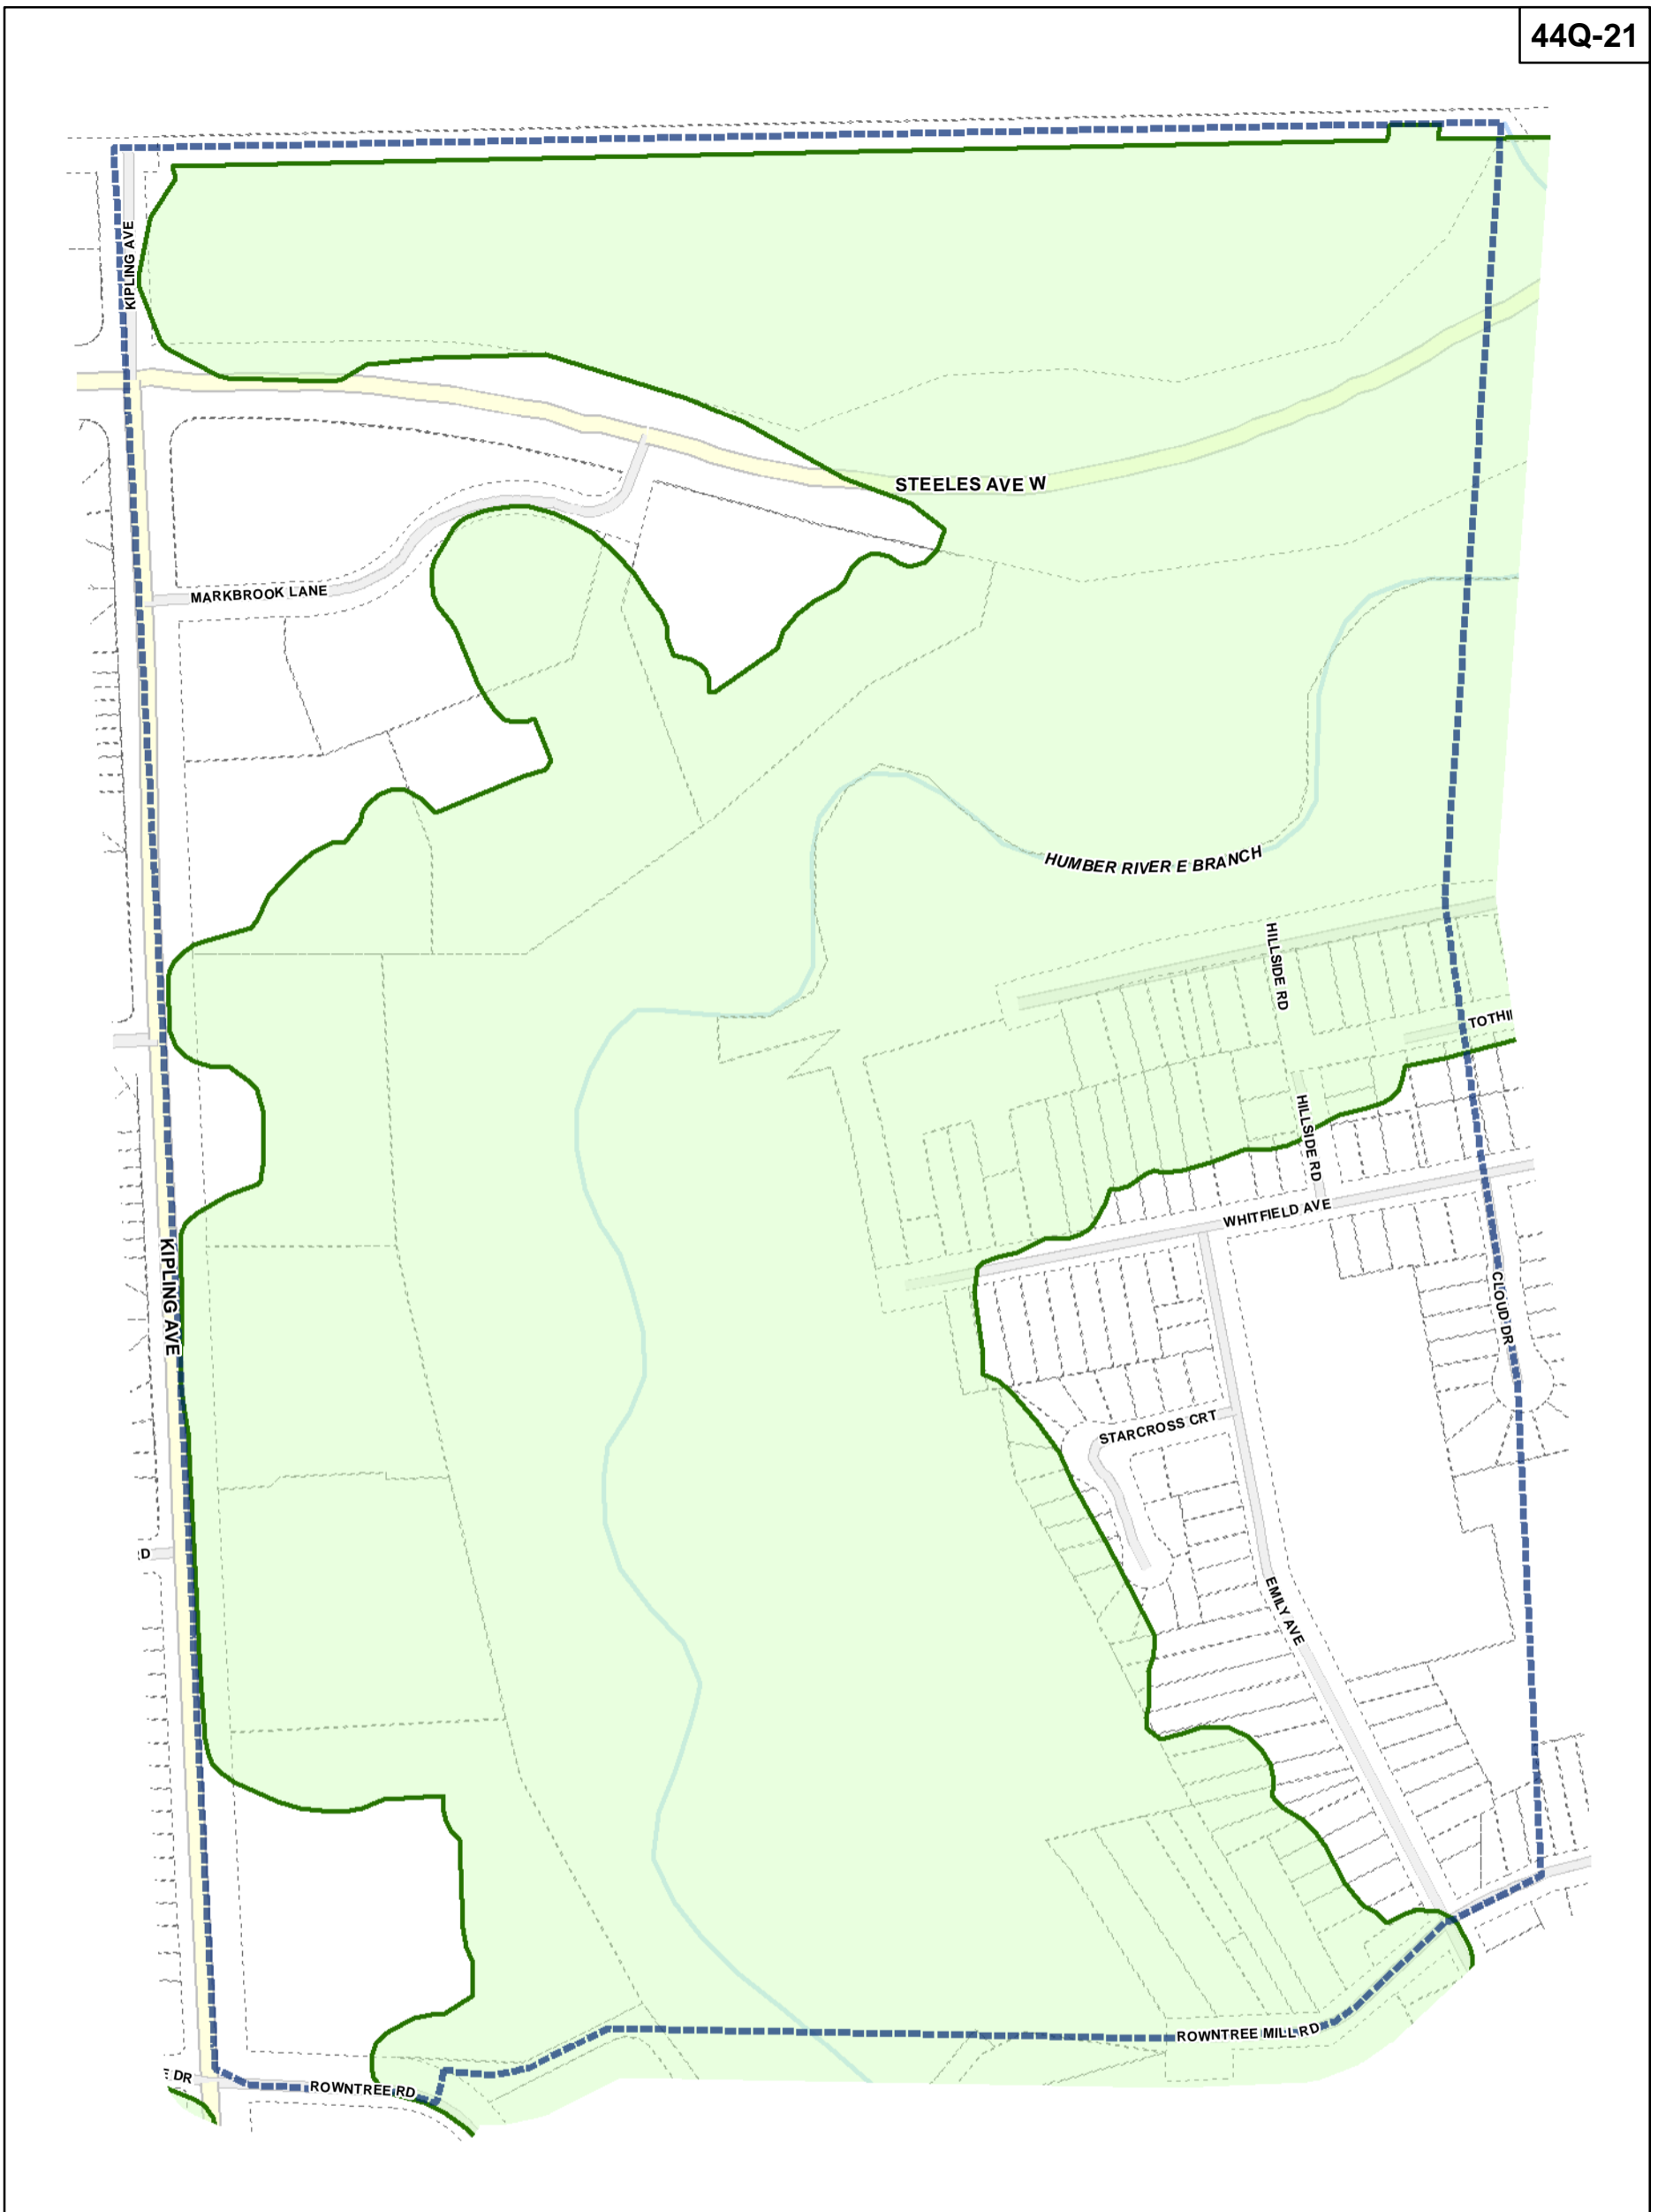 44Q-21
KIPLING AVE
STEELES AVE W
MARKBROOK LANE
HUMBER RIVER E BRANCH
HILLSIDE RD
TOTHI
HILLSIDE RD
WHITFIELD AVE
KIPLING AVE
CLOUD DR
STARCROSS CRT
D
EMILY AVE
ROWNTREE MILL RD
E DR
ROWNTREE RD